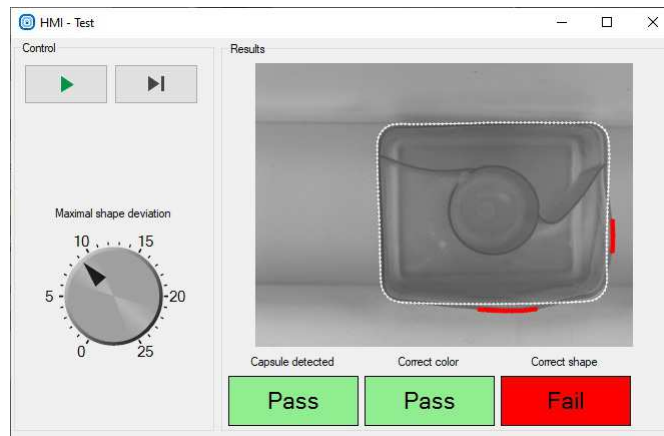 HMI - Test
Control
Results
Maximal shape deviation
10 15
5 20
0 25
Capsule detected Correct color Correct shape
Pass Pass Fail